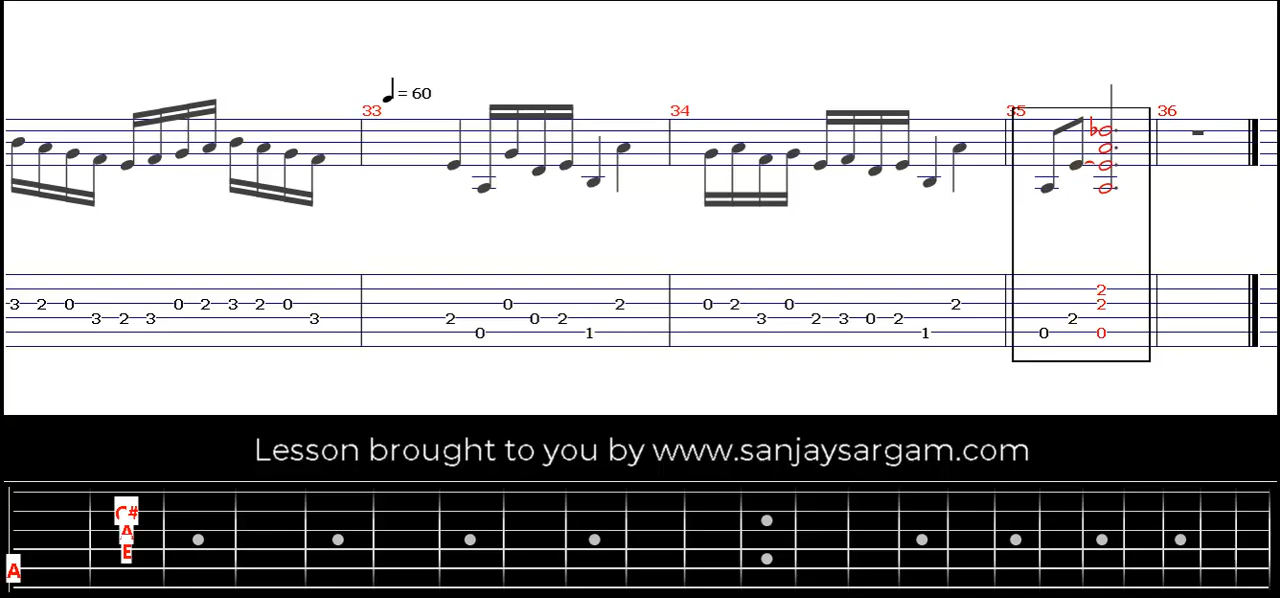 = 60
33 34 35 36
3 2 0 3 2 3 0 2 3 2 0 3 2 0 0 0 2 1 2 0 2 3 0 2 3 0 2 1 2 0 2 2 2 0
Lesson brought to you by www.sanjaysargam.com
C#
A
E
A